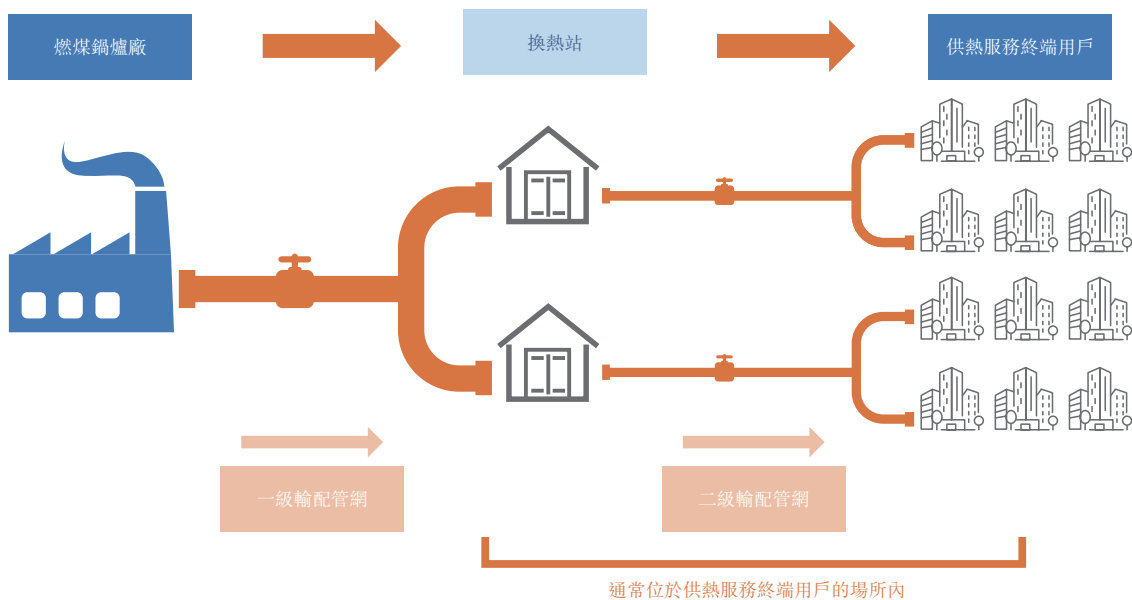 燃煤鍋爐廠
換熱站
供熱服務終端用戶
一級輸配管網
二級輸配管網
通常位於供熱服務終端用戶的場所內